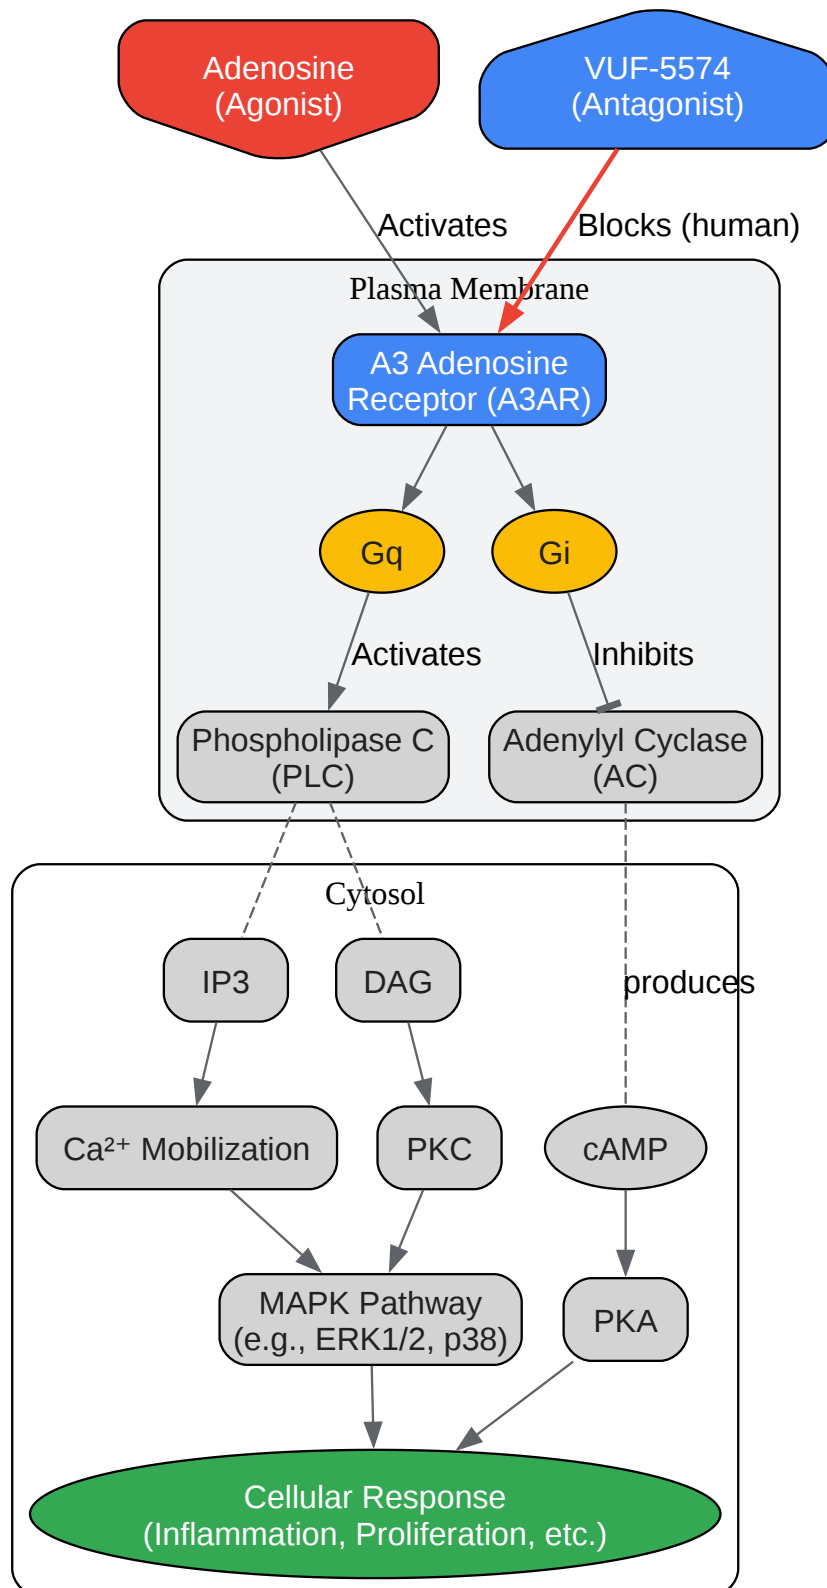 Adenosine
(Agonist)
VUF-5574
(Antagonist)
Activates
Blocks (human)
Plasma Membrane
A3 Adenosine
Receptor (A3AR)
Gq
Gi
Activates
Inhibits
Phospholipase C
(PLC)
Adenylyl Cyclase
(AC)
Cytosol
IP3
DAG
produces
Ca²⁺ Mobilization
PKC
cAMP
MAPK Pathway
(e.g., ERK1/2, p38)
PKA
Cellular Response
(Inflammation, Proliferation, etc.)